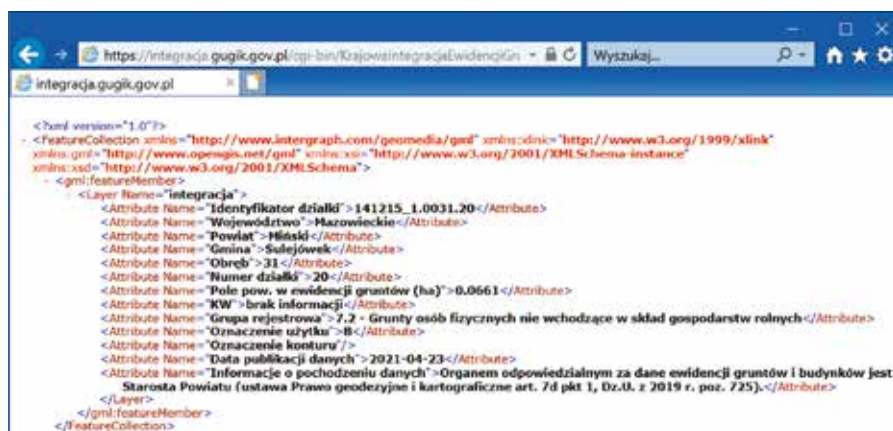 https://integracja.gugik.gov.pl/cgi-bin/KrajowaIntegracjaEwidencjiGn
Wyszukaj...
integracja.gugik.gov.pl
<?xml version="1.0"?>
- <FeatureCollection xmlns="http://www.intergraph.com/geomedia/gml" xmlns:xlink="http://www.w3.org/1999/xlink"
xmlns:gml="http://www.opengis.net/gml" xmlns:xsi="http://www.w3.org/2001/XMLSchema-instance"
xmlns:xsd="http://www.w3.org/2001/XMLSchema">
- <gml:featureMember>
- <Layer Name="integracja">
<Attribute Name="Identyfikator działki">141215_1.0031.20</Attribute>
<Attribute Name="Województwo">Mazowieckie</Attribute>
<Attribute Name="Powiat">Miński</Attribute>
<Attribute Name="Gmina">Sulejówek</Attribute>
<Attribute Name="Obręb">31</Attribute>
<Attribute Name="Numer działki">20</Attribute>
<Attribute Name="Pole pow. w ewidencji gruntów (ha)">0.0661</Attribute>
<Attribute Name="KW">brak informacji</Attribute>
<Attribute Name="Grupa rejestrowa">7.2 - Grunty osób fizycznych nie wchodzące w skład gospodarstw rolnych</Attribute>
<Attribute Name="Oznaczenie użytku">B</Attribute>
<Attribute Name="Oznaczenie konturu"/>
<Attribute Name="Data publikacji danych">2021-04-23</Attribute>
<Attribute Name="Informacje o pochodzeniu danych">Organem odpowiedzialnym za dane ewidencji gruntów i budynków jest
Starosta Powiatu (ustawa Prawo geodezyjne i kartograficzne art. 7d pkt 1, Dz.U. z 2019 r. poz. 725).</Attribute>
</Layer>
</gml:featureMember>
</FeatureCollection>